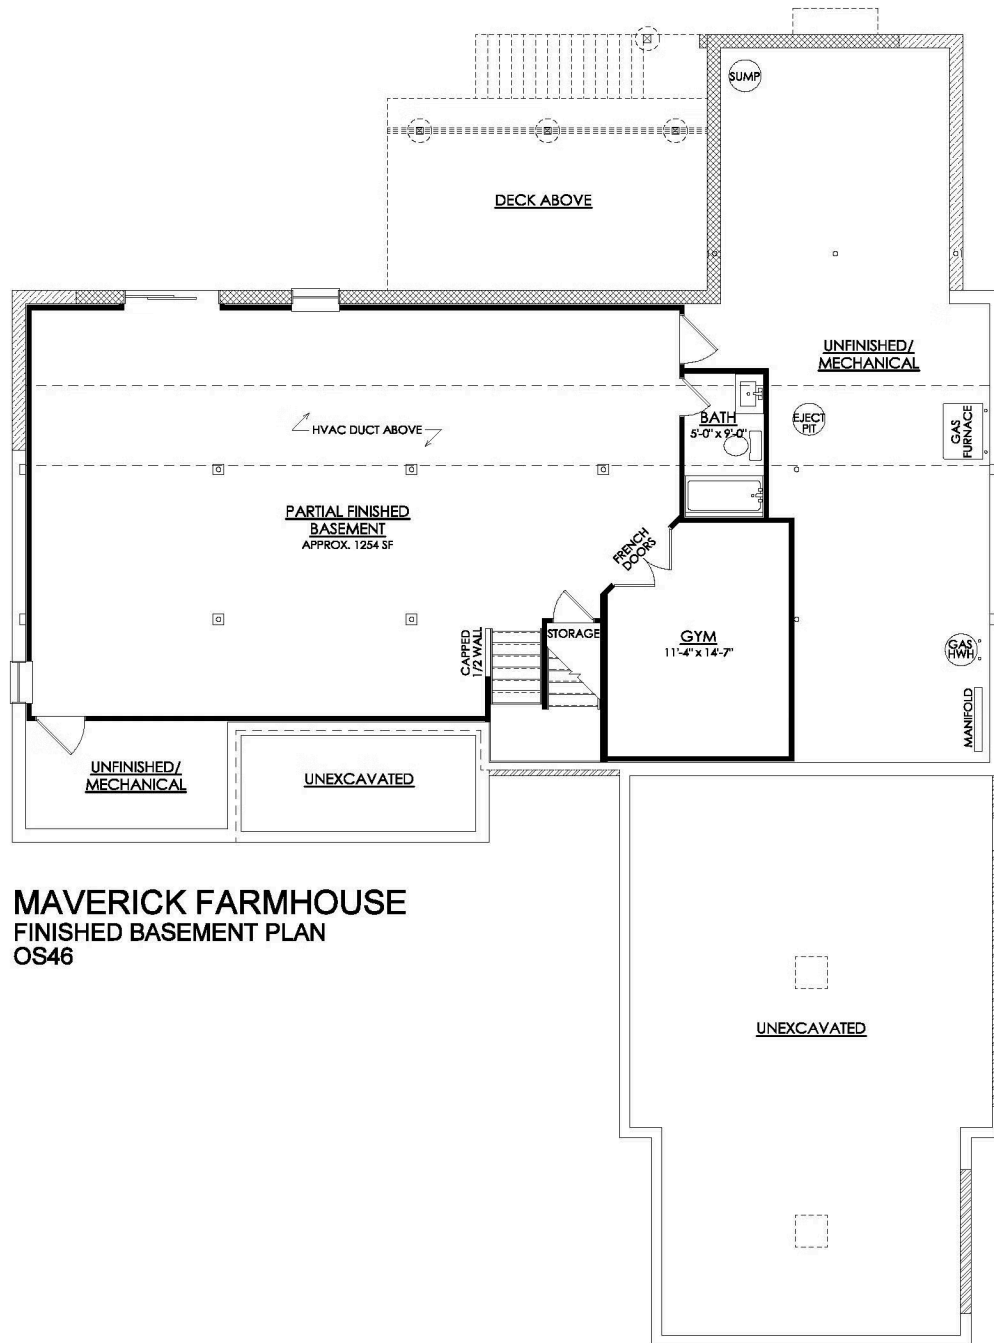 SUMP
DECK ABOVE
UNFINISHED/
MECHANICAL
BATH
5'-0" x 9'-0"
EJECT
PIT
GAS
FURNACE
HVAC DUCT ABOVE
PARTIAL FINISHED
BASEMENT
APPROX. 1254 SF
FRENCH
DOORS
STORAGE
CAPPED
1/2 WALL
GYM
11'-4" x 14'-7"
GAS
HWH
MANIFOLD
UNFINISHED/
MECHANICAL
UNEXCAVATED
MAVERICK FARMHOUSE
FINISHED BASEMENT PLAN
OS46
UNEXCAVATED